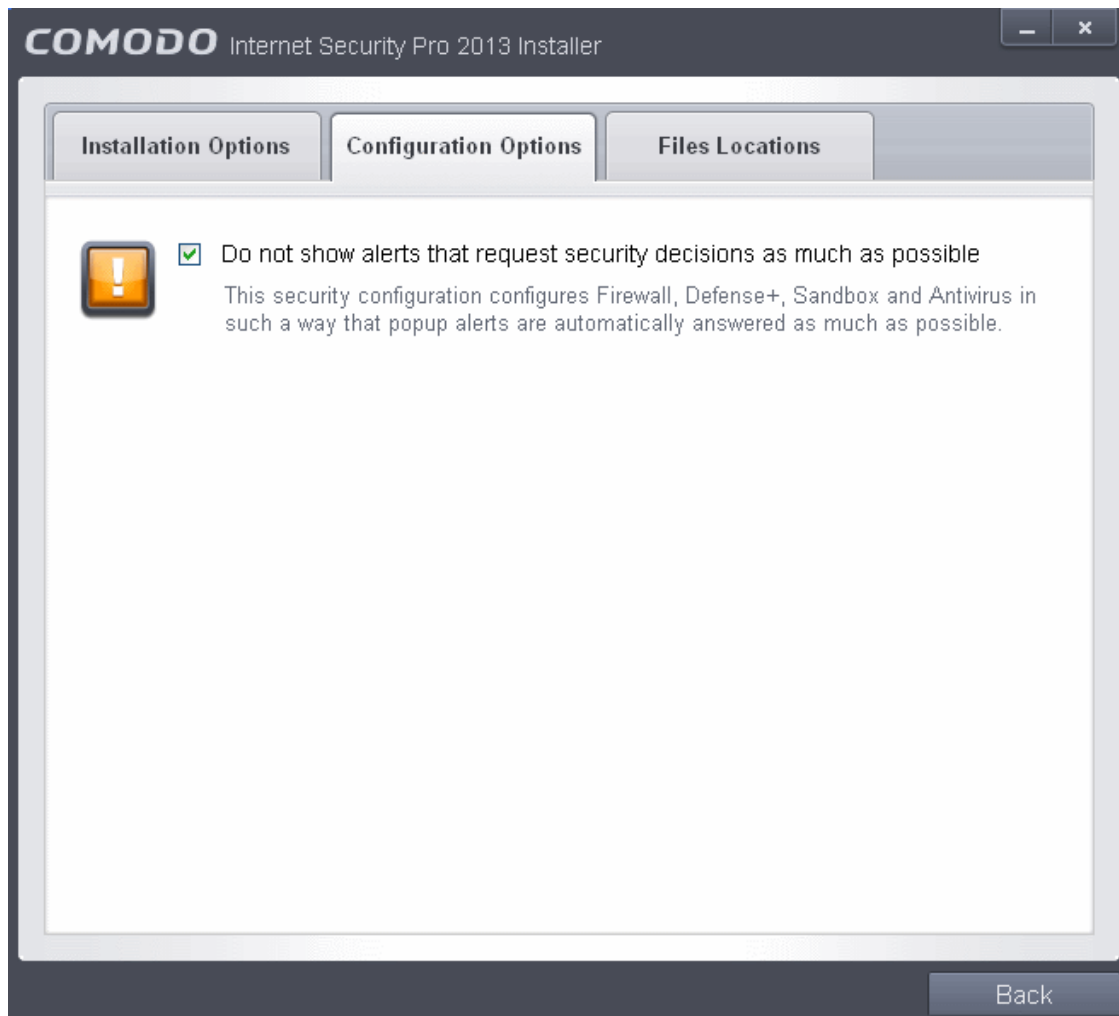 COMODO Internet Security Pro 2013 Installer
Installation Options
Configuration Options
Files Locations
Do not show alerts that request security decisions as much as possible
This security configuration configures Firewall, Defense+, Sandbox and Antivirus in
such a way that popup alerts are automatically answered as much as possible.
Back